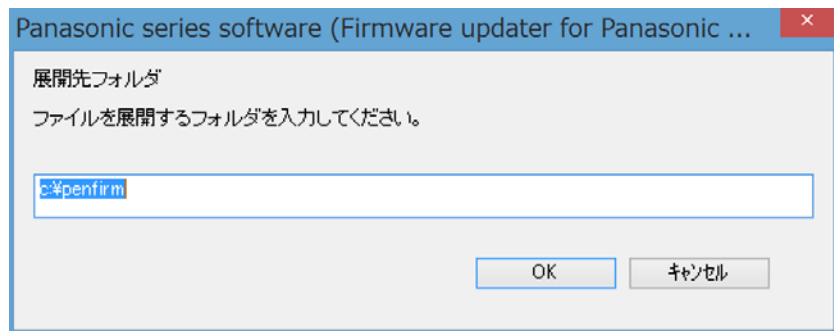 Panasonic series software (Firmware updater for Panasonic ...
展開先フォルダ
ファイルを展開するフォルダを入力してください。
c:¥penfirm
OK
キャンセル